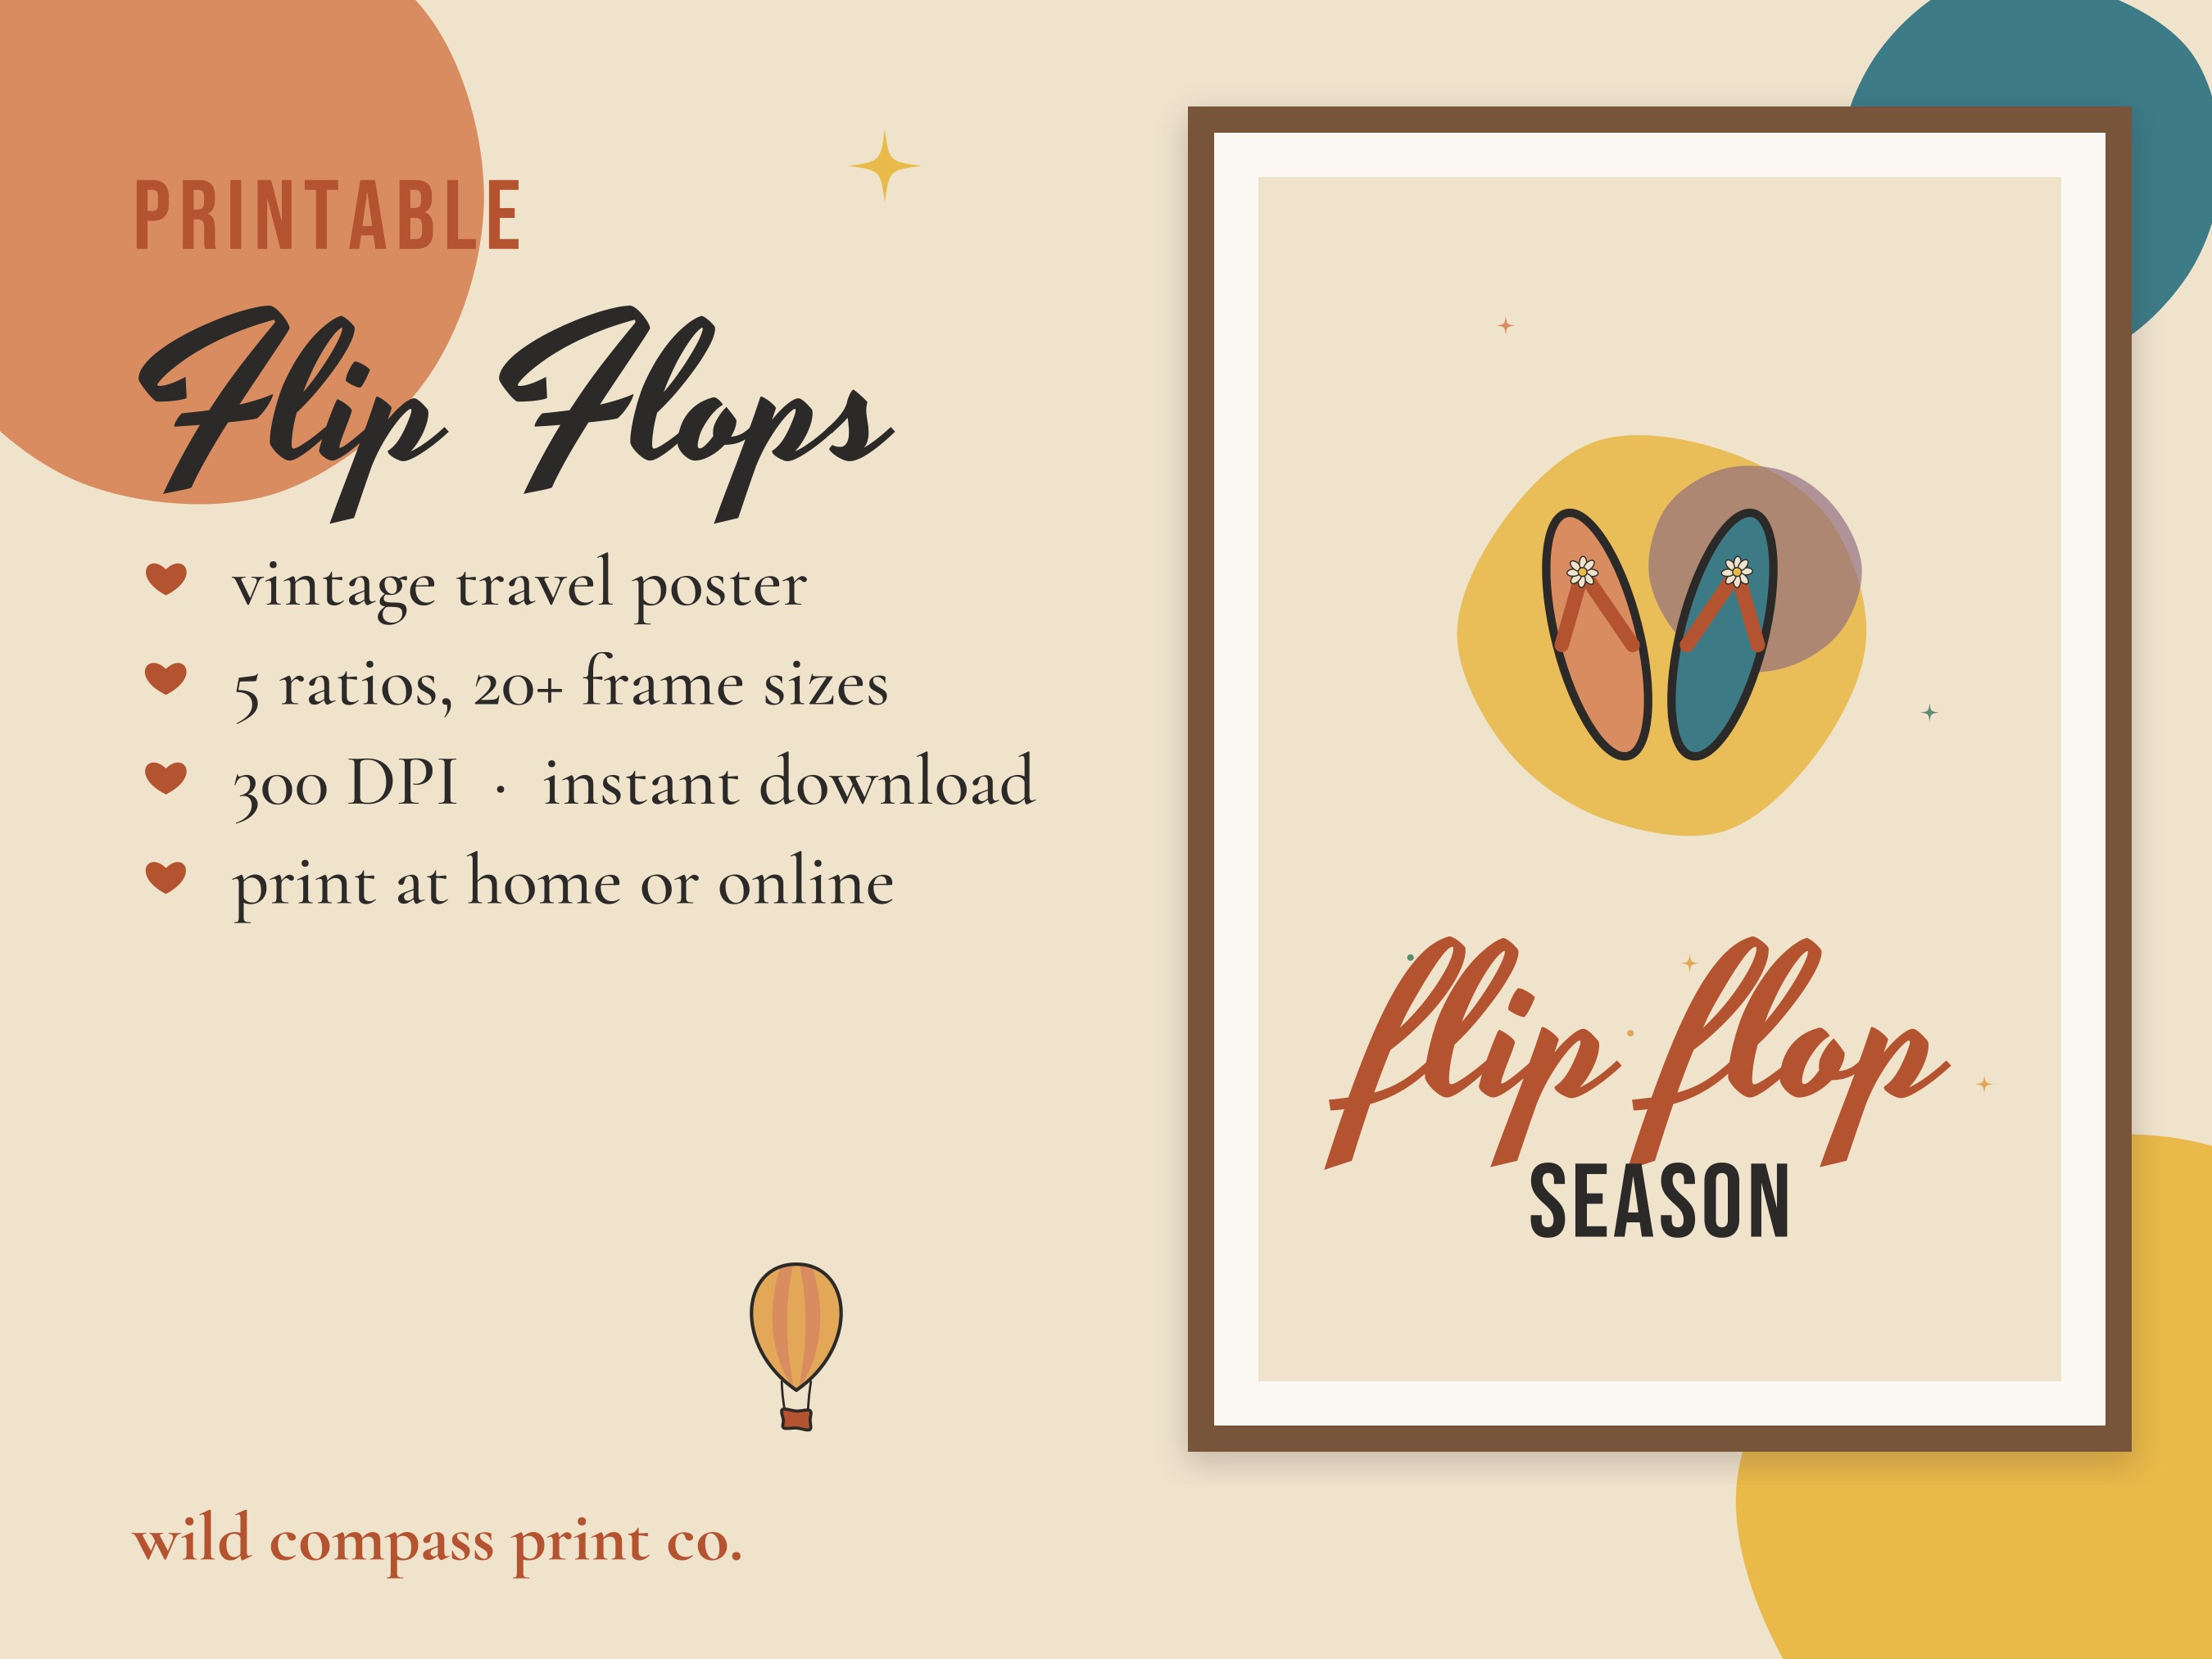 PRINTABLE
Flip Flops
vintage travel poster
5 ratios, 20+ frame sizes
300 DPI · instant download
print at home or online
wild compass print co.
flip flop
SEASON